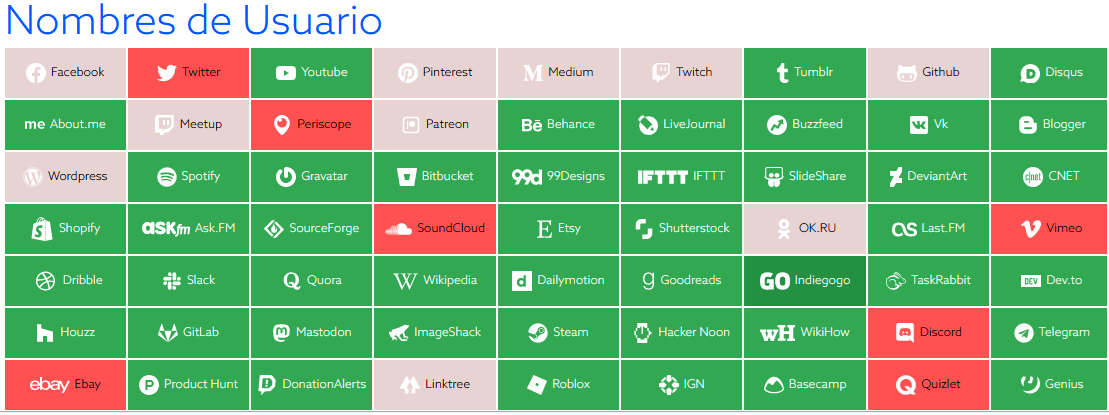 Nombres de Usuario
Facebook Twitter Youtube Pinterest M Medium Twitch t Tumblr Github D Disqus
me About.me Meetup Periscope Patreon Bē Behance LiveJournal Buzzfeed VK Vk B Blogger
W Wordpress Spotify Gravatar Bitbucket 99d 99Designs IFTTT IFTTT SlideShare DeviantArt c|net CNET
S Shopify ASKfm Ask.FM SourceForge SoundCloud E Etsy Shutterstock OK.RU Last.FM V Vimeo
Dribble Slack Q Quora W Wikipedia d Dailymotion g Goodreads GO Indiegogo TaskRabbit DEV Dev.to
Houzz GitLab Mastodon ImageShack Steam Hacker Noon wH WikiHow Discord Telegram
ebay Ebay P Product Hunt DonationAlerts Linktree Roblox IGN Basecamp Q Quizlet Genius